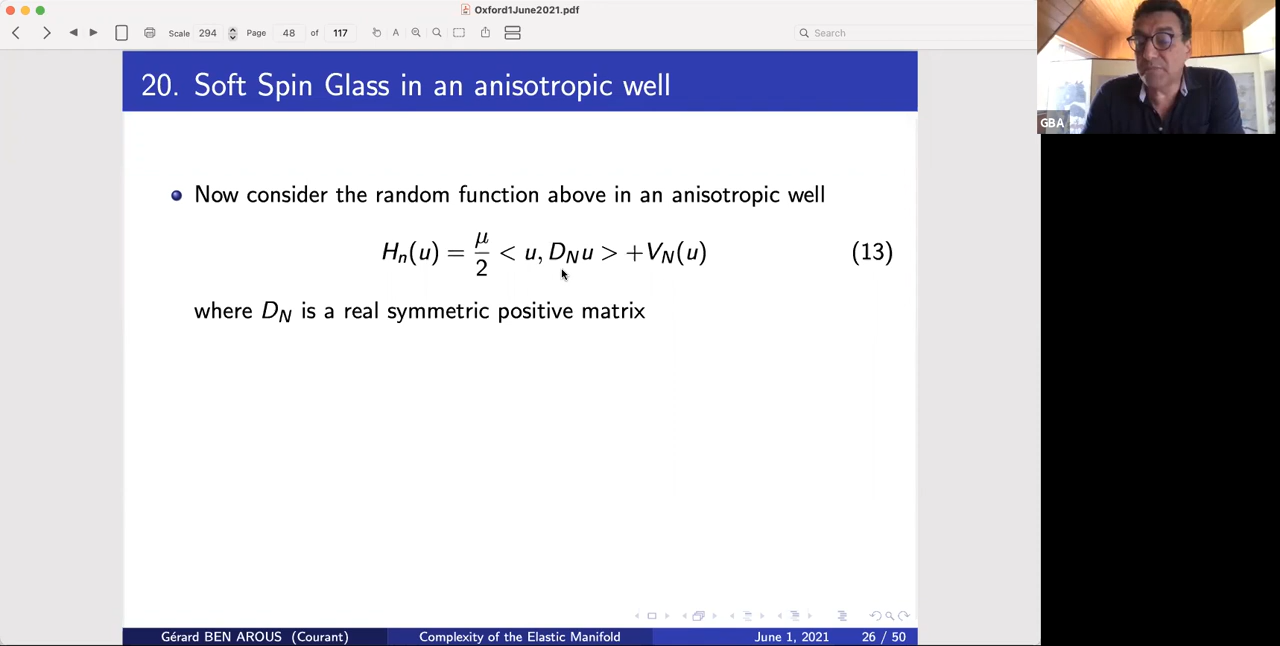 Oxford1June2021.pdf
Scale 294 Page 48 of 117 A Search
20. Soft Spin Glass in an anisotropic well
GBA
Now consider the random function above in an anisotropic well
H_n(u) = μ/2 < u, D_N u > +V_N(u) (13)
where D_N is a real symmetric positive matrix
Gérard BEN AROUS (Courant) Complexity of the Elastic Manifold June 1, 2021 26 / 50